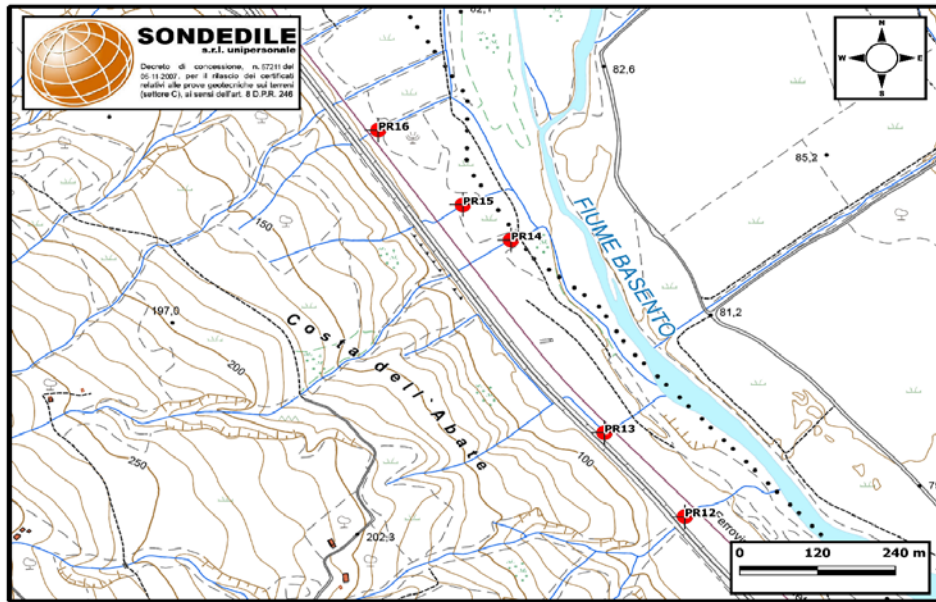 SONDEDILE
s.r.l. unipersonale
Decreto di concessione, n. 57211 del
05-11-2007, per il rilascio dei certificati
relativi alle prove geotecniche sui terreni
(settore C), ai sensi dell'art. 8 D.P.R. 246
N
W E
S
82,1
82,6
85,2
PR16
PR15
PR14
150
FIUME BASENTO
197,0
81,2
Costa dell'Abate
200
PR13
250
100
PR12
Ferrovi
202,3
0 120 240 m